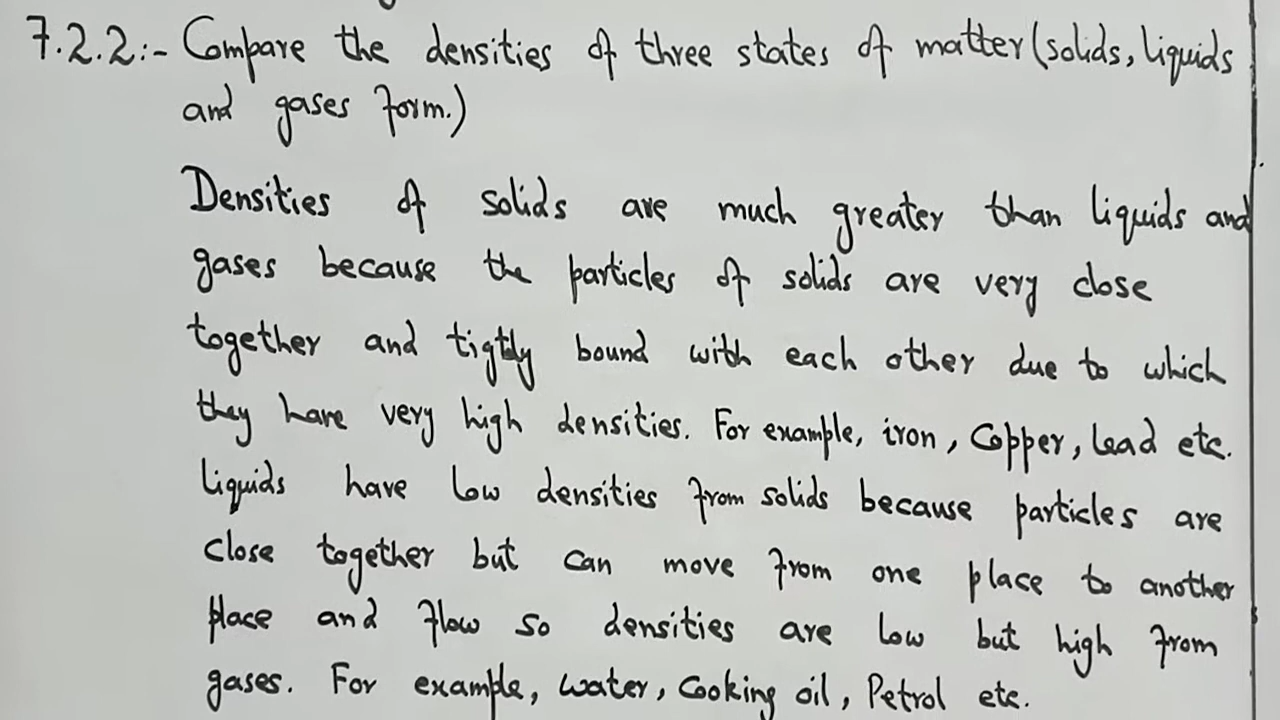 7.2.2:- Compare the densities of three states of matter (solids, liquids
and gases form.)
Densities of solids are much greater than liquids and
gases because the particles of solids are very close
together and tigtly bound with each other due to which
they have very high densities. For example, iron, Copper, lead etc.
liquids have low densities from solids because particles are
close together but can move from one place to another
place and flow so densities are low but high from
gases. For example, water, Cooking oil, Petrol etc.